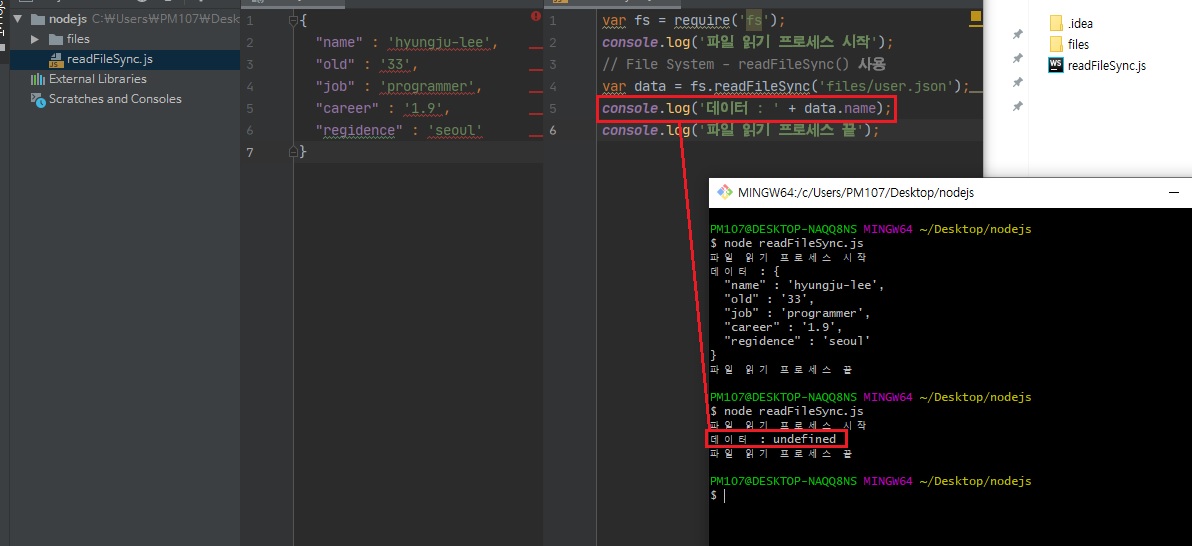 nodejs C:₩Users₩PM107₩Desk
files
readFileSync.js
External Libraries
Scratches and Consoles
1 {
2 "name" : 'hyungju-lee',
3 "old" : '33',
4 "job" : 'programmer',
5 "career" : '1.9',
6 "regidence" : 'seoul'
7 }
1 var fs = require('fs');
2 console.log('파일 읽기 프로세스 시작');
3 // File System - readFileSync() 사용
4 var data = fs.readFileSync('files/user.json');
5 console.log('데이터 : ' + data.name);
6 console.log('파일 읽기 프로세스 끝');
.idea
files
WS readFileSync.js
MINGW64:/c/Users/PM107/Desktop/nodejs
PM107@DESKTOP-NAQQ8NS MINGW64 ~/Desktop/nodejs
$ node readFileSync.js
파일 읽기 프로세스 시작
데이터 : {
"name" : 'hyungju-lee',
"old" : '33',
"job" : 'programmer',
"career" : '1.9',
"regidence" : 'seoul'
}
파일 읽기 프로세스 끝
PM107@DESKTOP-NAQQ8NS MINGW64 ~/Desktop/nodejs
$ node readFileSync.js
파일 읽기 프로세스 시작
데이터 : undefined
파일 읽기 프로세스 끝
PM107@DESKTOP-NAQQ8NS MINGW64 ~/Desktop/nodejs
$